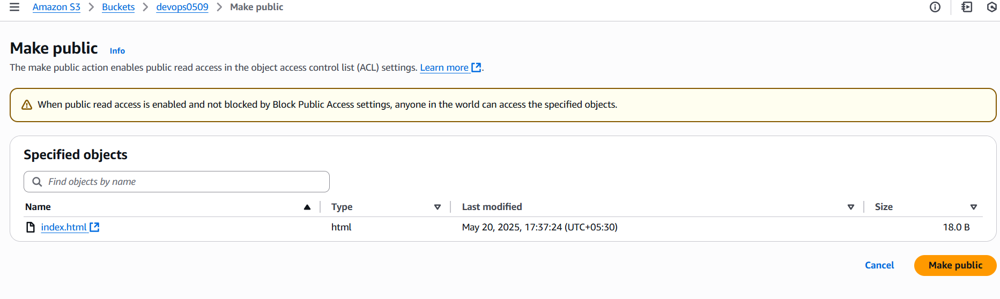 Amazon S3 > Buckets > devops0509 > Make public
Make public Info
The make public action enables public read access in the object access control list (ACL) settings. Learn more.
When public read access is enabled and not blocked by Block Public Access settings, anyone in the world can access the specified objects.
Specified objects
Find objects by name
Name Type Last modified Size
index.html html May 20, 2025, 17:37:24 (UTC+05:30) 18.0 B
Cancel Make public